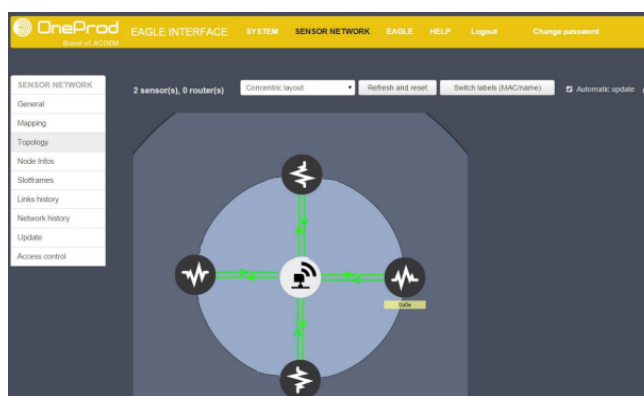 OneProd
Brand of ACOEM
EAGLE INTERFACE
SYSTEM
SENSOR NETWORK
EAGLE
HELP
Logout
Change password
SENSOR NETWORK
General
Mapping
Topology
Node Infos
Slotframes
Links history
Network history
Update
Access control
2 sensor(s), 0 router(s)
Concentric layout
Refresh and reset
Switch labels (MAC/name)
Automatic update